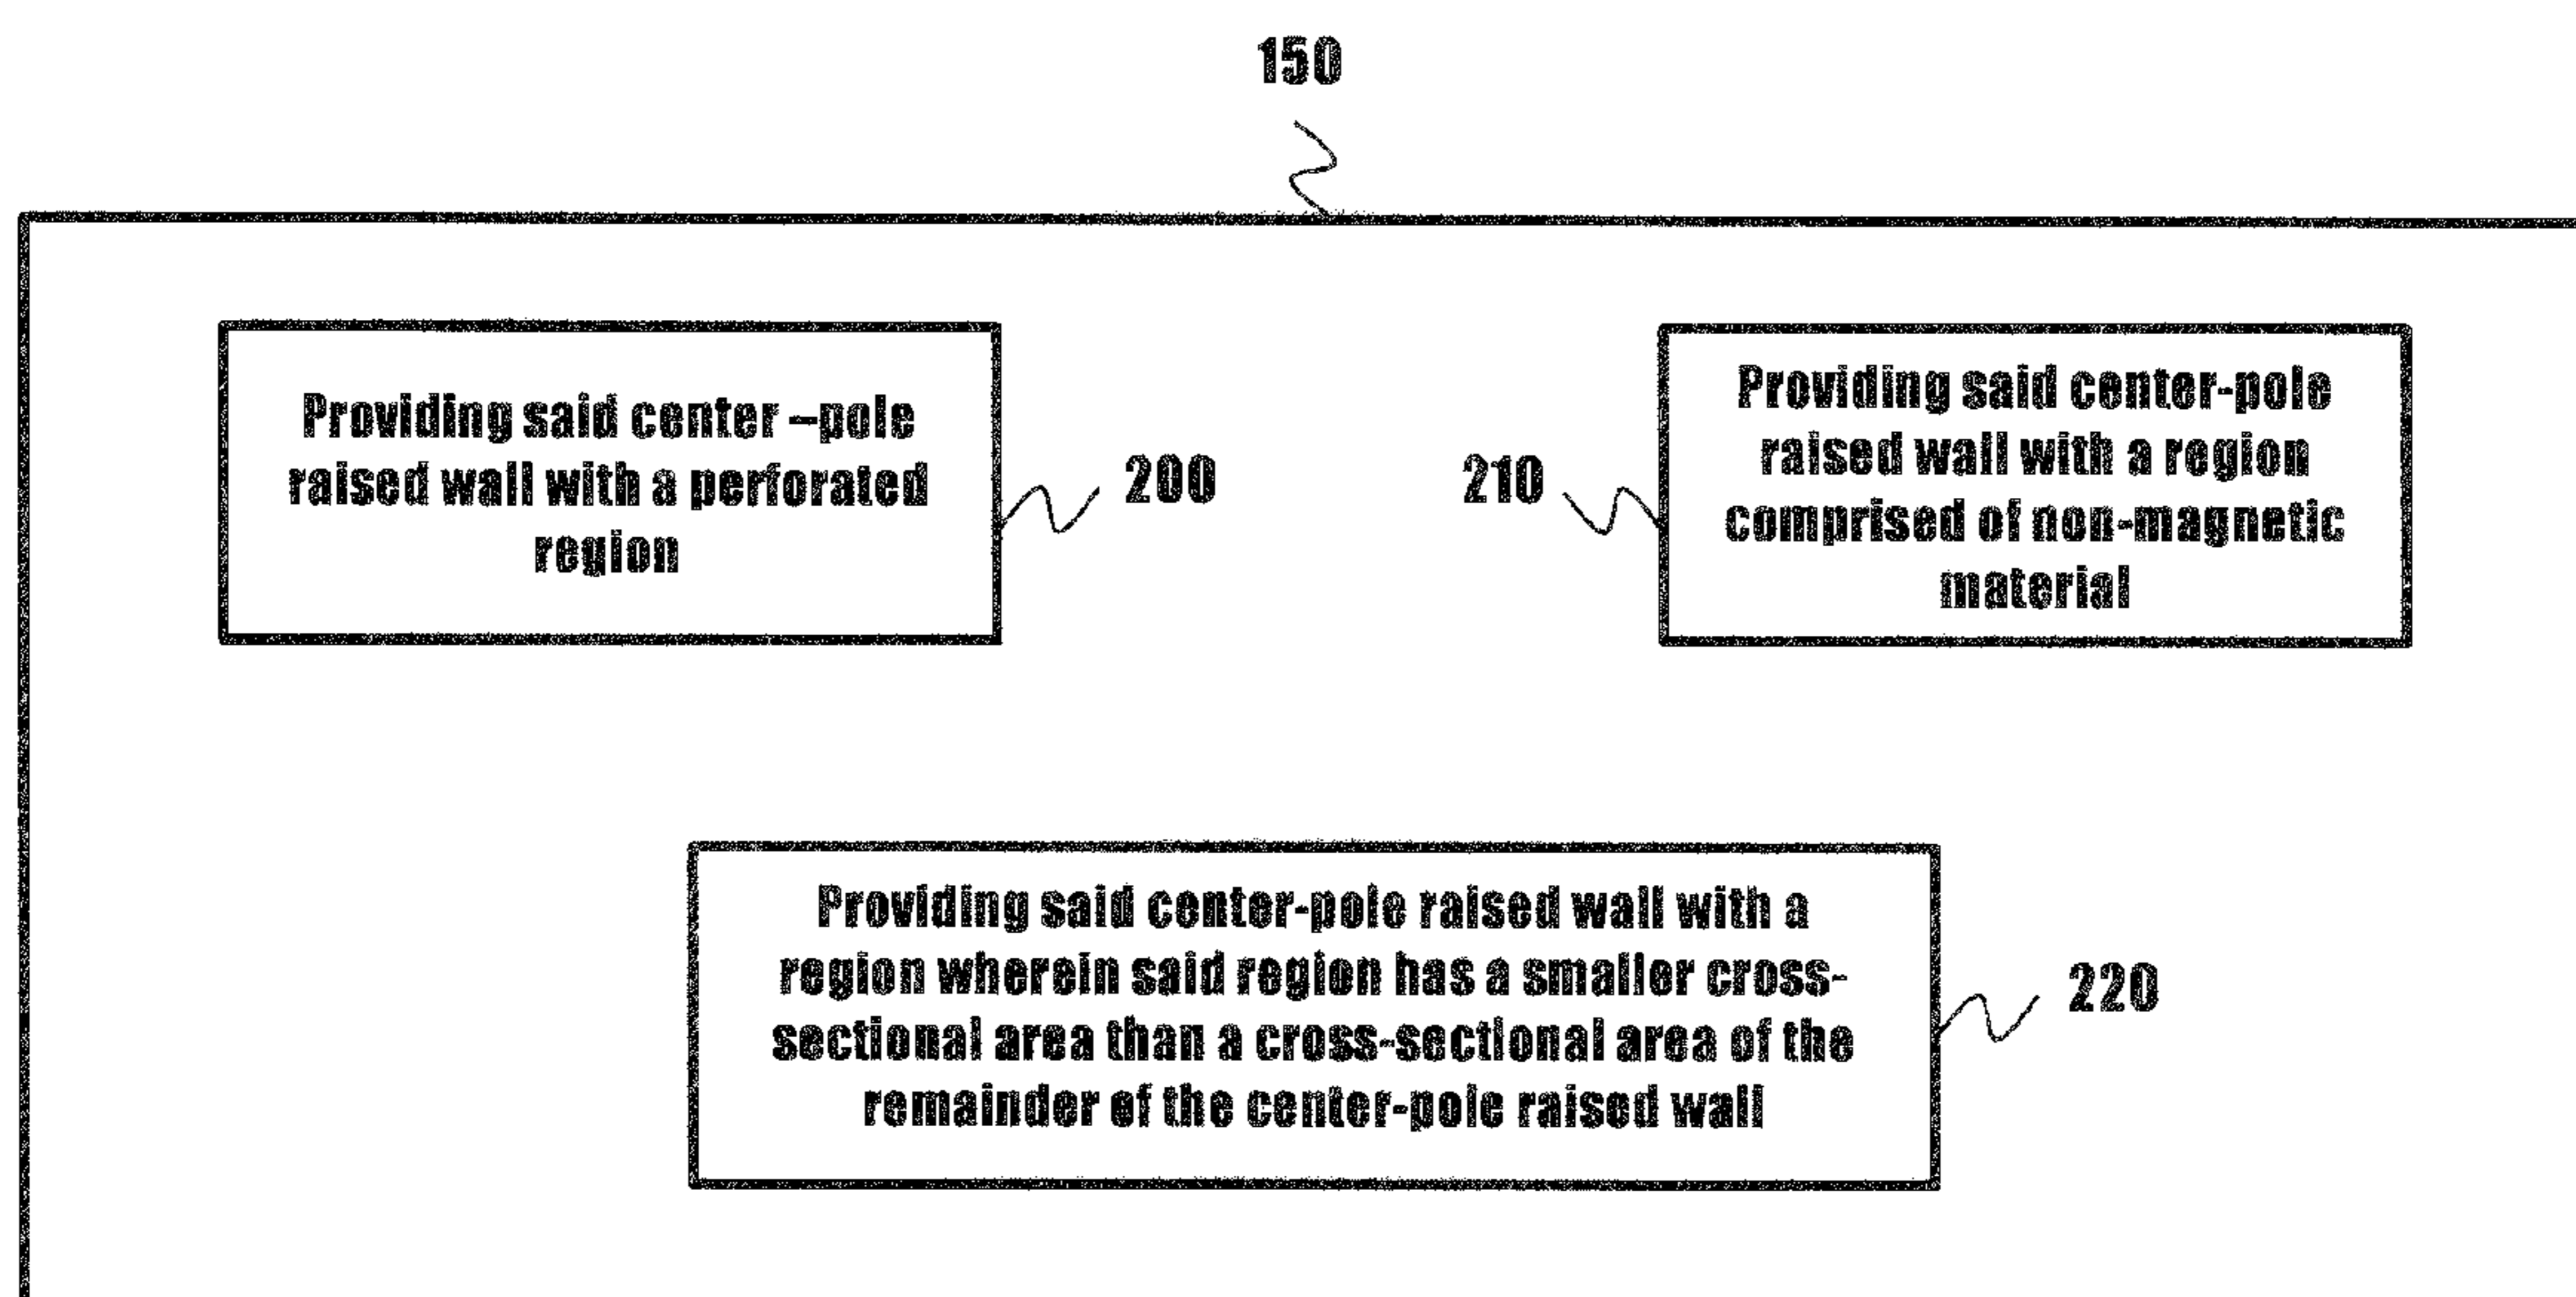 150
Providing said center –pole
raised wall with a perforated
region
200
210
Providing said center-pole
raised wall with a region
comprised of non-magnetic
material
Providing said center-pole raised wall with a
region wherein said region has a smaller cross-
sectional area than a cross-sectional area of the
remainder of the center-pole raised wall
220